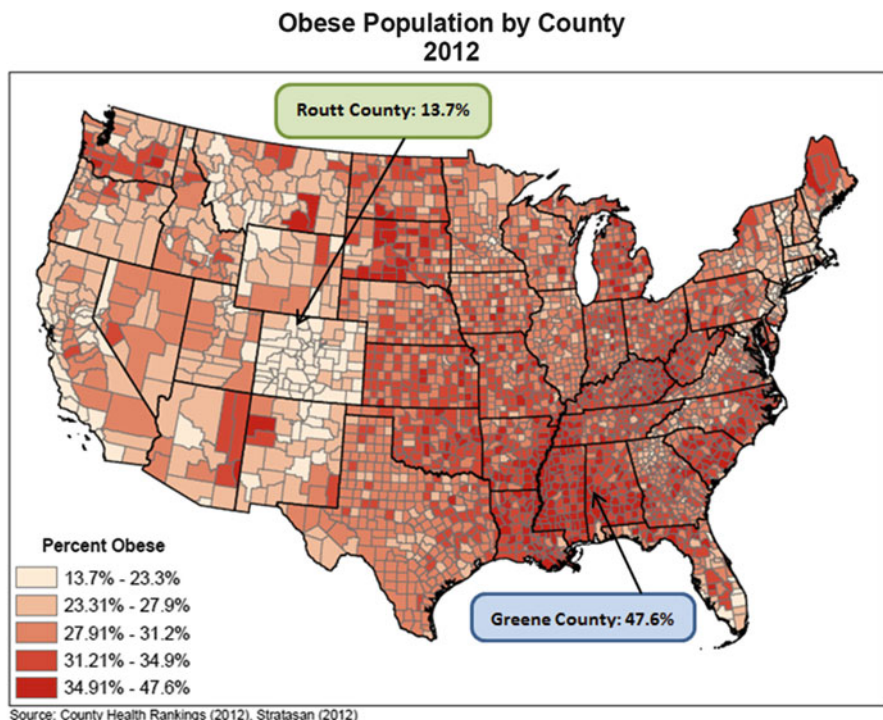 Obese Population by County
2012
Routt County: 13.7%
Greene County: 47.6%
Percent Obese
13.7% - 23.3%
23.31% - 27.9%
27.91% - 31.2%
31.21% - 34.9%
34.91% - 47.6%
Source: County Health Rankings (2012), Stratasan (2012)